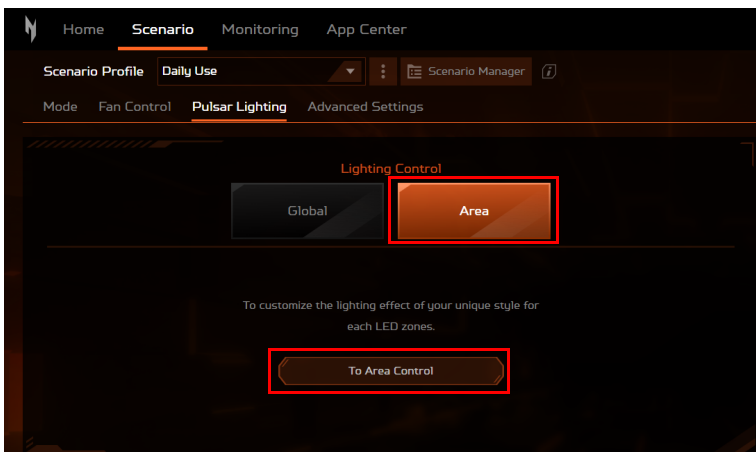 Home Scenario Monitoring App Center
Scenario Profile Daily Use Scenario Manager i
Mode Fan Control Pulsar Lighting Advanced Settings
Lighting Control
Global Area
To customize the lighting effect of your unique style for
each LED zones.
To Area Control